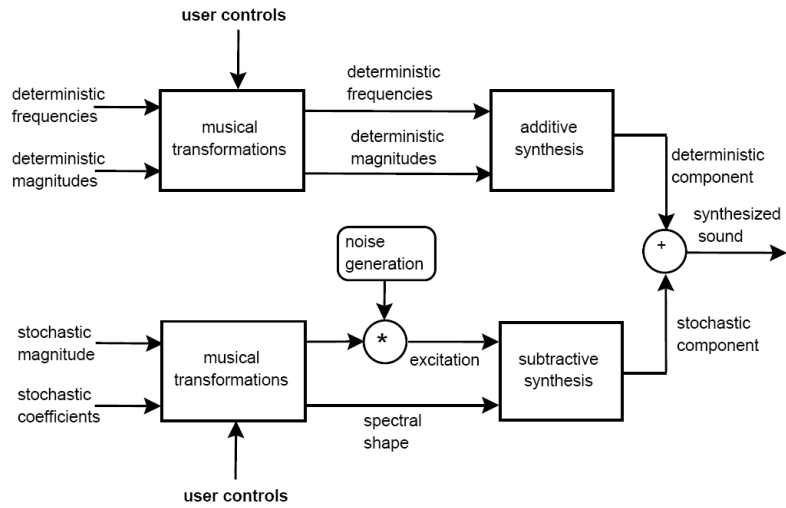 user controls
deterministic
frequencies
deterministic
magnitudes
musical
transformations
deterministic
frequencies
deterministic
magnitudes
additive
synthesis
deterministic
component
synthesized
sound
+
noise
generation
stochastic
magnitude
stochastic
coefficients
musical
transformations
*
excitation
spectral
shape
subtractive
synthesis
stochastic
component
user controls